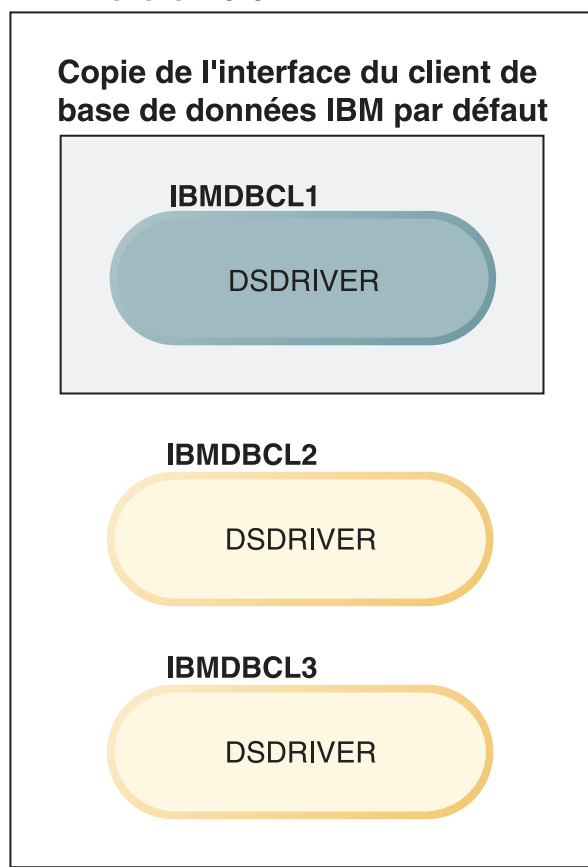 Copie de l'interface du client de
base de données IBM par défaut
IBMDBCL1
DSDRIVER
IBMDBCL2
DSDRIVER
IBMDBCL3
DSDRIVER